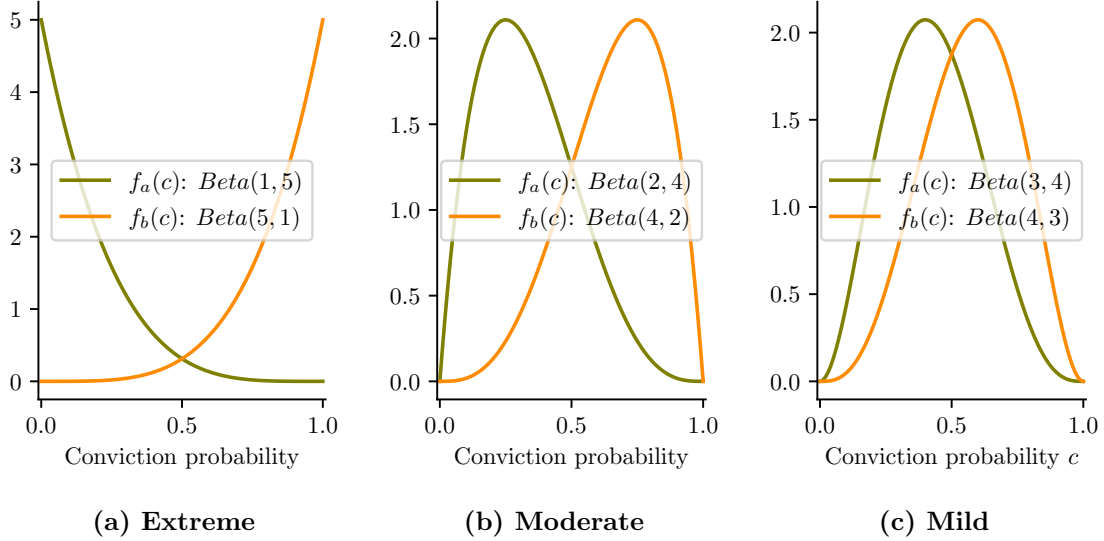 5
4
3
2
1
0
0.0 0.5 1.0
Conviction probability
f_a(c): Beta(1, 5)
f_b(c): Beta(5, 1)
(a) Extreme
2.0
1.5
1.0
0.5
0.0
0.0 0.5 1.0
Conviction probability
f_a(c): Beta(2, 4)
f_b(c): Beta(4, 2)
(b) Moderate
2.0
1.5
1.0
0.5
0.0
0.0 0.5 1.0
Conviction probability c
f_a(c): Beta(3, 4)
f_b(c): Beta(4, 3)
(c) Mild